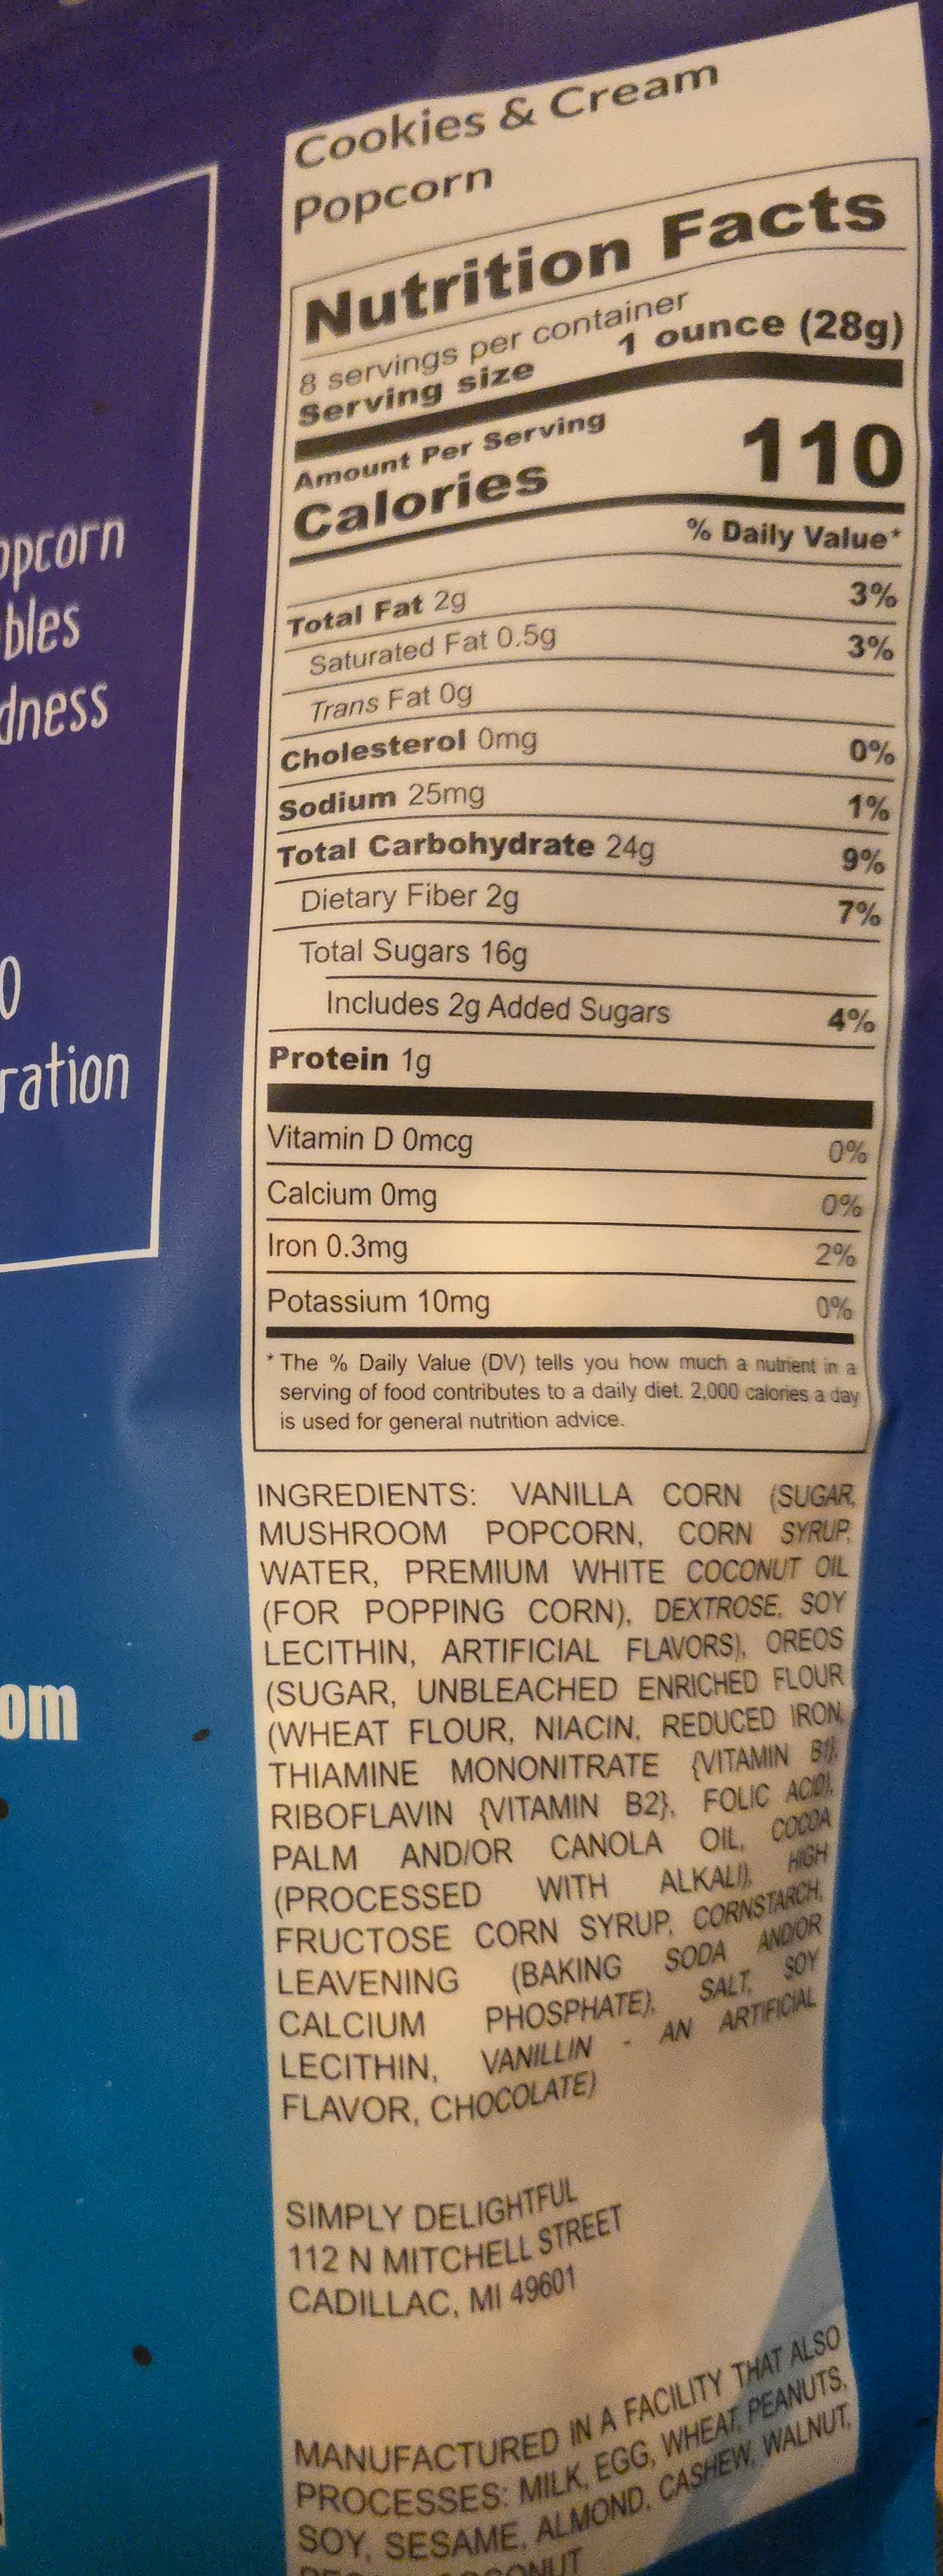 Cookies & Cream
Popcorn
Nutrition Facts
8 servings per container
Serving size 1 ounce (28g)
Amount Per Serving
Calories 110
% Daily Value*
Total Fat 2g 3%
Saturated Fat 0.5g 3%
Trans Fat 0g
Cholesterol 0mg 0%
Sodium 25mg 1%
Total Carbohydrate 24g 9%
Dietary Fiber 2g 7%
Total Sugars 16g
Includes 2g Added Sugars 4%
Protein 1g
Vitamin D 0mcg 0%
Calcium 0mg 0%
Iron 0.3mg 2%
Potassium 10mg 0%
* The % Daily Value (DV) tells you how much a nutrient in a
serving of food contributes to a daily diet. 2,000 calories a day
is used for general nutrition advice.
INGREDIENTS: VANILLA CORN (SUGAR,
MUSHROOM POPCORN, CORN SYRUP,
WATER, PREMIUM WHITE COCONUT OIL
(FOR POPPING CORN), DEXTROSE, SOY
LECITHIN, ARTIFICIAL FLAVORS), OREOS
(SUGAR, UNBLEACHED ENRICHED FLOUR
(WHEAT FLOUR, NIACIN, REDUCED IRON,
THIAMINE MONONITRATE {VITAMIN B1},
RIBOFLAVIN {VITAMIN B2}, FOLIC ACID),
PALM AND/OR CANOLA OIL, COCOA
(PROCESSED WITH ALKALI), HIGH
FRUCTOSE CORN SYRUP, CORNSTARCH,
LEAVENING (BAKING SODA AND/OR
CALCIUM PHOSPHATE), SALT, SOY
LECITHIN, VANILLIN - AN ARTIFICIAL
FLAVOR, CHOCOLATE)
SIMPLY DELIGHTFUL
112 N MITCHELL STREET
CADILLAC, MI 49601
MANUFACTURED IN A FACILITY THAT ALSO
PROCESSES: MILK, EGG, WHEAT, PEANUTS,
SOY, SESAME, ALMOND, CASHEW, WALNUT,
opcorn
bles
dness
0
ration
om